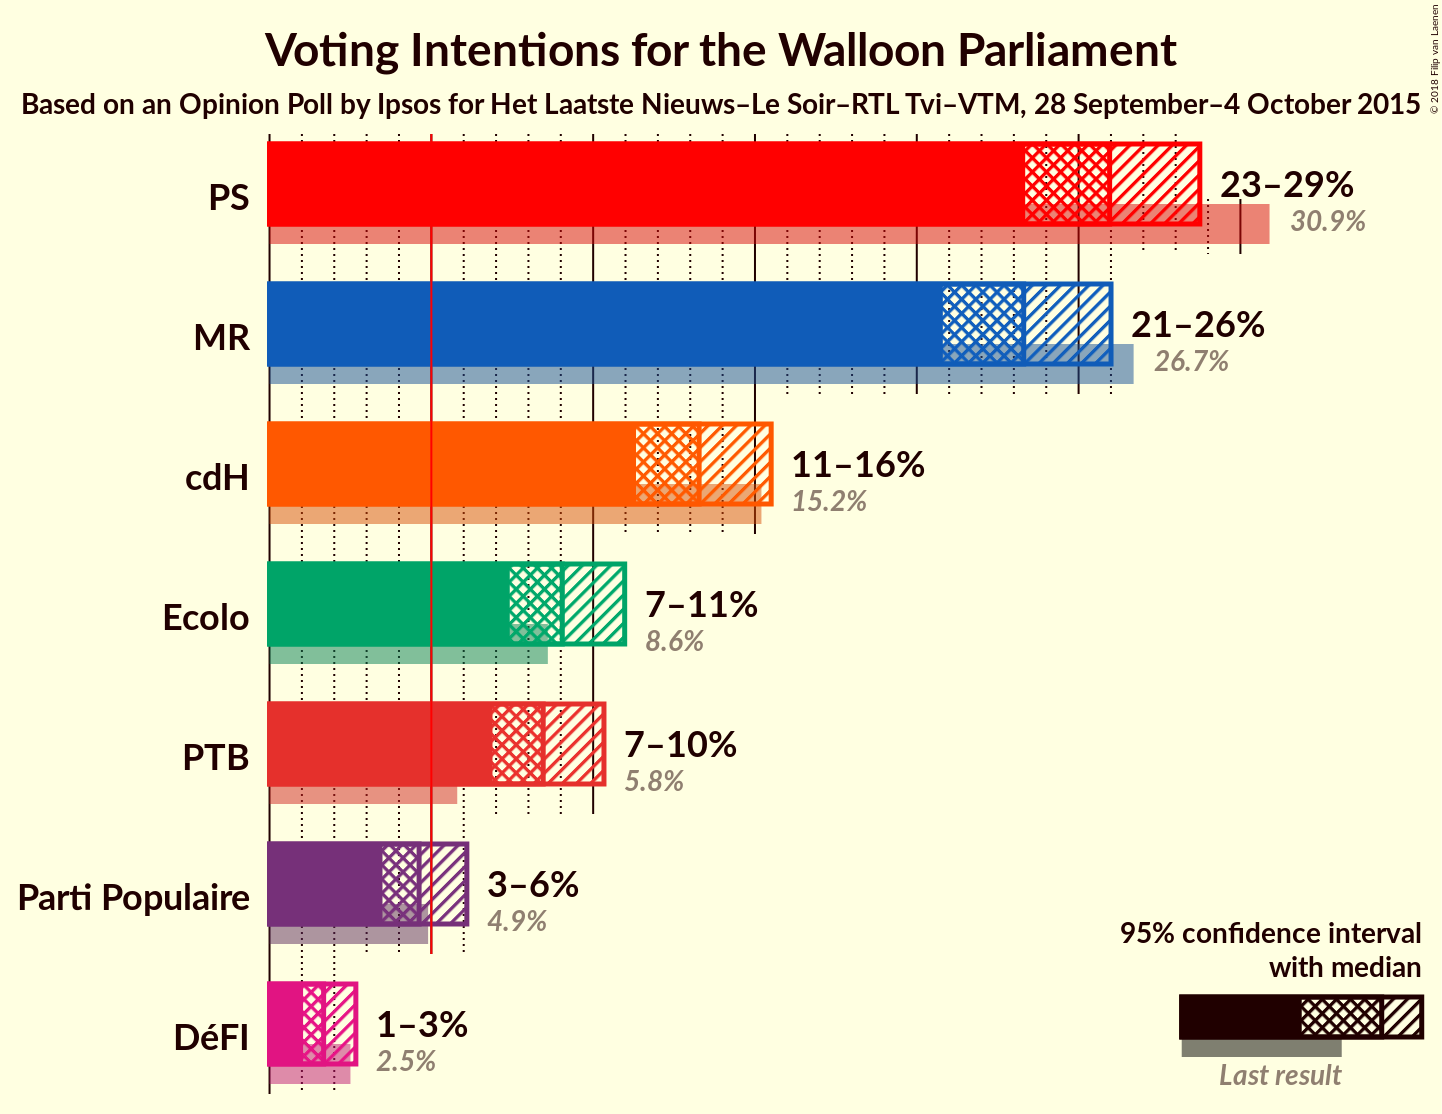 Voting Intentions for the Walloon Parliament
Based on an Opinion Poll by Ipsos for Het Laatste Nieuws–Le Soir–RTL Tvi–VTM, 28 September–4 October 2015
© 2018 Filip van Laenen
PS
23–29%
30.9%
MR
21–26%
26.7%
cdH
11–16%
15.2%
Ecolo
7–11%
8.6%
PTB
7–10%
5.8%
Parti Populaire
3–6%
4.9%
DéFI
1–3%
2.5%
95% confidence interval
with median
Last result